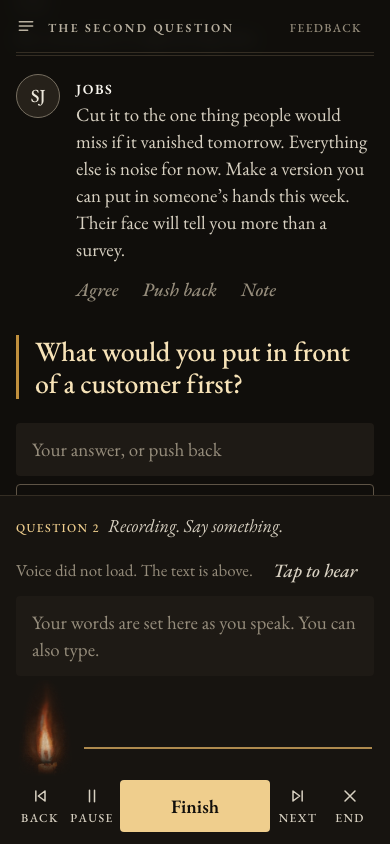 THE SECOND QUESTION
FEEDBACK
SJ
JOBS
Cut it to the one thing people would
miss if it vanished tomorrow. Everything
else is noise for now. Make a version you
can put in someone’s hands this week.
Their face will tell you more than a
survey.
Agree Push back Note
What would you put in front
of a customer first?
Your answer, or push back
QUESTION 2 Recording. Say something.
Voice did not load. The text is above. Tap to hear
Your words are set here as you speak. You can
also type.
BACK PAUSE Finish NEXT END